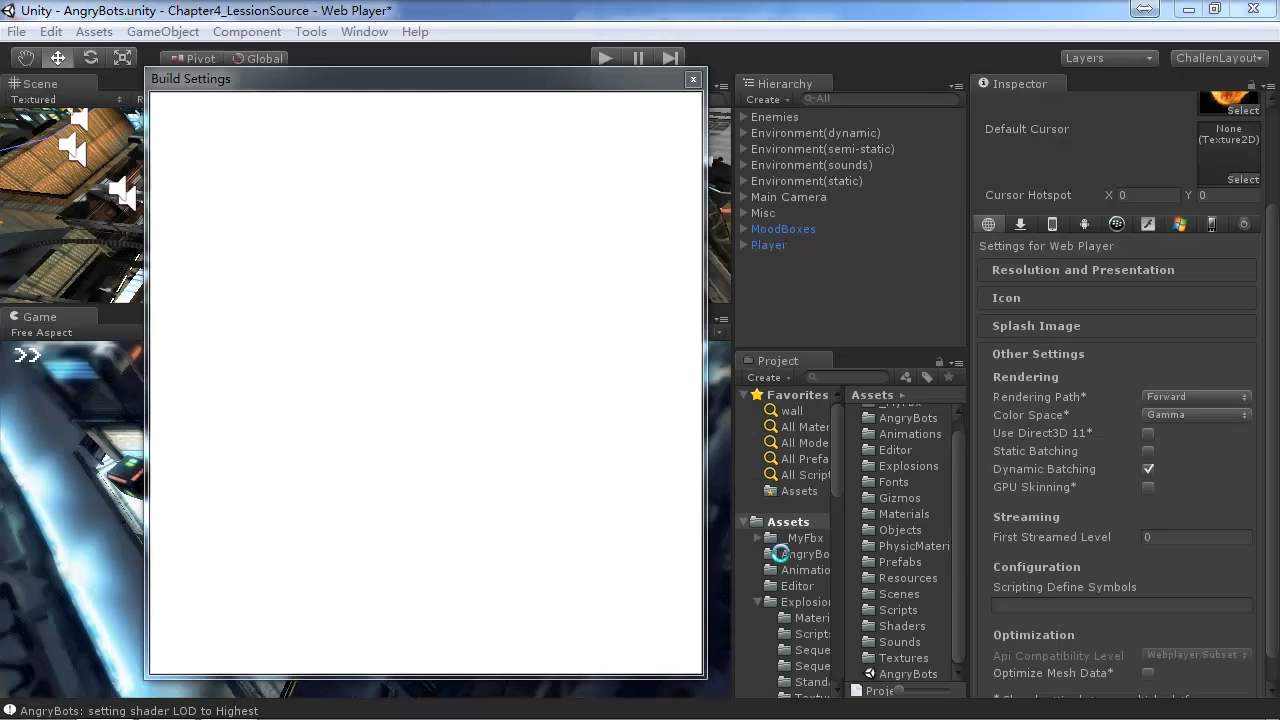 Unity - AngryBots.unity - Chapter4_LessionSource - Web Player*
File Edit Assets GameObject Component Tools Window Help
Pivot Global Layers ChallenLayout
Scene
Textured
Build Settings
Game
Free Aspect
>>
Hierarchy
Create All
Enemies
Environment(dynamic)
Environment(semi-static)
Environment(sounds)
Environment(static)
Main Camera
Misc
MoodBoxes
Player
Project
Create
Favorites
wall
All Mater
All Mode
All Prefa
All Script
Assets
Assets
_MyFbx
AngryBo
Animatio
Editor
Explosion
Materi
Scripts
Seque
Seque
Stand
Assets
AngryBots
Animations
Editor
Explosions
Fonts
Gizmos
Materials
Objects
PhysicMateri
Prefabs
Resources
Scenes
Scripts
Shaders
Sounds
Textures
AngryBots
Proje
Inspector
Select
Default Cursor
None
(Texture2D)
Select
Cursor Hotspot X 0 Y 0
Settings for Web Player
Resolution and Presentation
Icon
Splash Image
Other Settings
Rendering
Rendering Path* Forward
Color Space* Gamma
Use Direct3D 11*
Static Batching
Dynamic Batching
GPU Skinning*
Streaming
First Streamed Level 0
Configuration
Scripting Define Symbols
Optimization
Api Compatibility Level Webplayer Subset
Optimize Mesh Data*
AngryBots: setting shader LOD to Highest